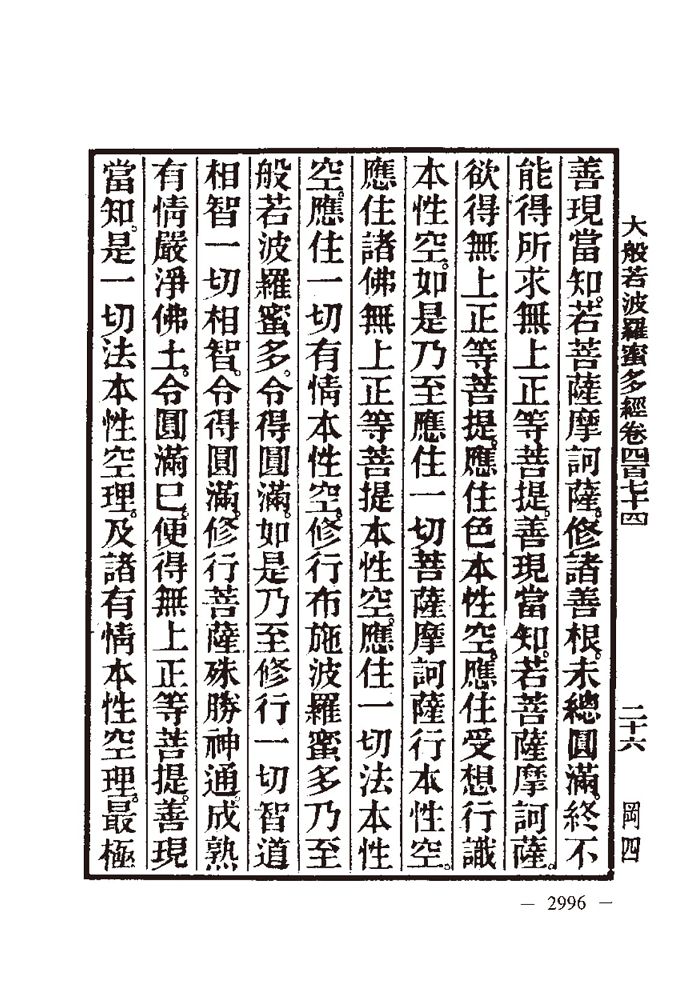 大般若波羅蜜多經卷四百七十四 二十六 岡四
善現當知。若菩薩摩訶薩。修諸善根。未總圓滿。終不
能得所求無上正等菩提。善現當知。若菩薩摩訶薩。
欲得無上正等菩提。應住色本性空。應住受想行識
本性空。如是乃至應住一切菩薩摩訶薩行本性空。
應住諸佛無上正等菩提本性空。應住一切法本性
空。應住一切有情本性空。修行布施波羅蜜多乃至
般若波羅蜜多。令得圓滿。如是乃至修行一切智道
相智一切相智。令得圓滿。修行菩薩殊勝神通。成熟
有情嚴淨佛土。令圓滿已。便得無上正等菩提。善現
當知。是一切法本性空理。及諸有情本性空理。最極
— 2996 —